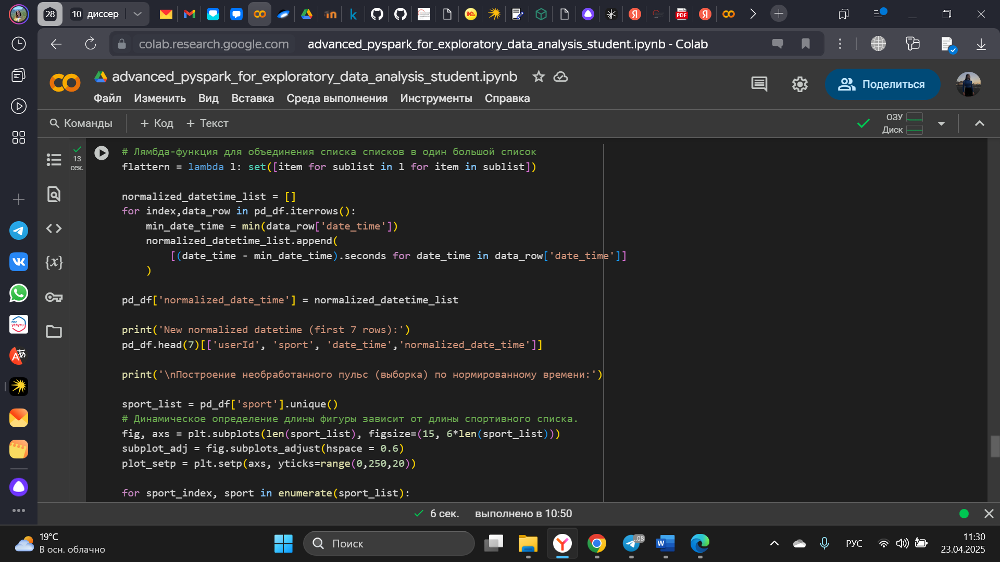 28
10 диссер
colab.research.google.com
advanced_pyspark_for_exploratory_data_analysis_student.ipynb - Colab
advanced_pyspark_for_exploratory_data_analysis_student.ipynb
Файл Изменить Вид Вставка Среда выполнения Инструменты Справка
Поделиться
Команды + Код + Текст
ОЗУ
Диск
13
сек.
# Лямбда-функция для объединения списка списков в один большой список
flattern = lambda l: set([item for sublist in l for item in sublist])
normalized_datetime_list = []
for index,data_row in pd_df.iterrows():
    min_date_time = min(data_row['date_time'])
    normalized_datetime_list.append(
        [(date_time - min_date_time).seconds for date_time in data_row['date_time']]
    )
pd_df['normalized_date_time'] = normalized_datetime_list
print('New normalized datetime (first 7 rows):')
pd_df.head(7)[['userId', 'sport', 'date_time','normalized_date_time']]
print('\nПостроение необработанного пульс (выборка) по нормированному времени:')
sport_list = pd_df['sport'].unique()
# Динамическое определение длины фигуры зависит от длины спортивного списка.
fig, axs = plt.subplots(len(sport_list), figsize=(15, 6*len(sport_list)))
subplot_adj = fig.subplots_adjust(hspace = 0.6)
plot_setp = plt.setp(axs, yticks=range(0,250,20))
for sport_index, sport in enumerate(sport_list):
6 сек. выполнено в 10:50
19°C
В осн. облачно
Поиск
РУС
11:30
23.04.2025